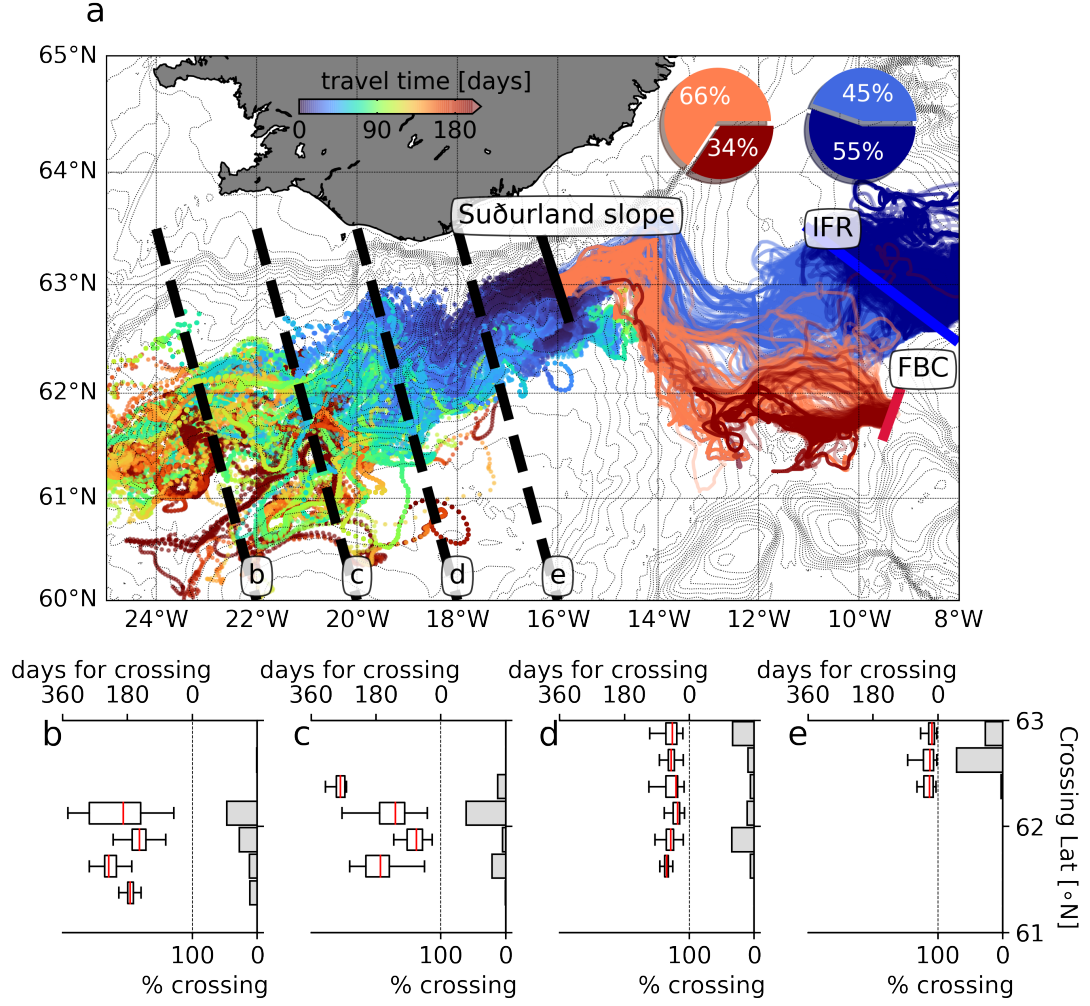 a
65°N
64°N
63°N
62°N
61°N
60°N
travel time [days]
0 90 180
66%
34%
45%
55%
Suðurland slope
IFR
FBC
b c d e
24°W 22°W 20°W 18°W 16°W 14°W 12°W 10°W 8°W
days for crossing days for crossing days for crossing days for crossing
360 180 0 360 180 0 360 180 0 360 180 0
b c d e
63
62
61
Crossing Lat [∘N]
100 0 100 0 100 0 100 0
% crossing % crossing % crossing % crossing